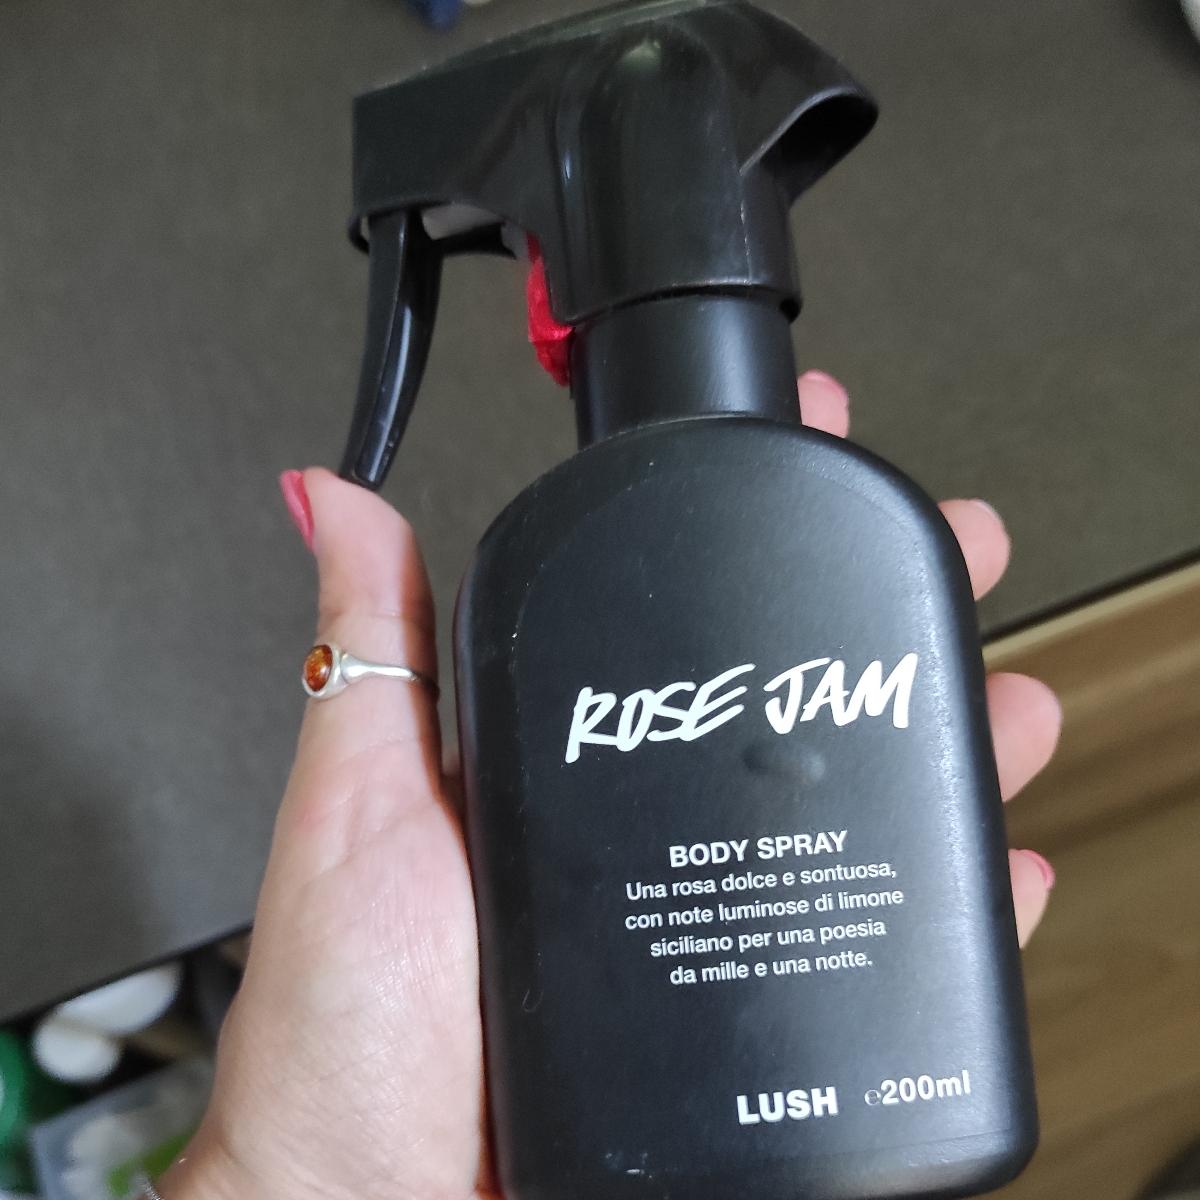 ROSE JAM
BODY SPRAY
Una rosa dolce e sontuosa,
con note luminose di limone
siciliano per una poesia
da mille e una notte.
LUSH ℮200ml